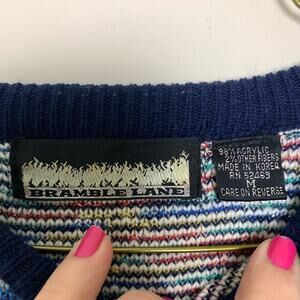 BRAMBLE LANE
98% ACRYLIC
2% OTHER FIBERS
MADE IN KOREA
RN 52469
M
CARE ON REVERSE